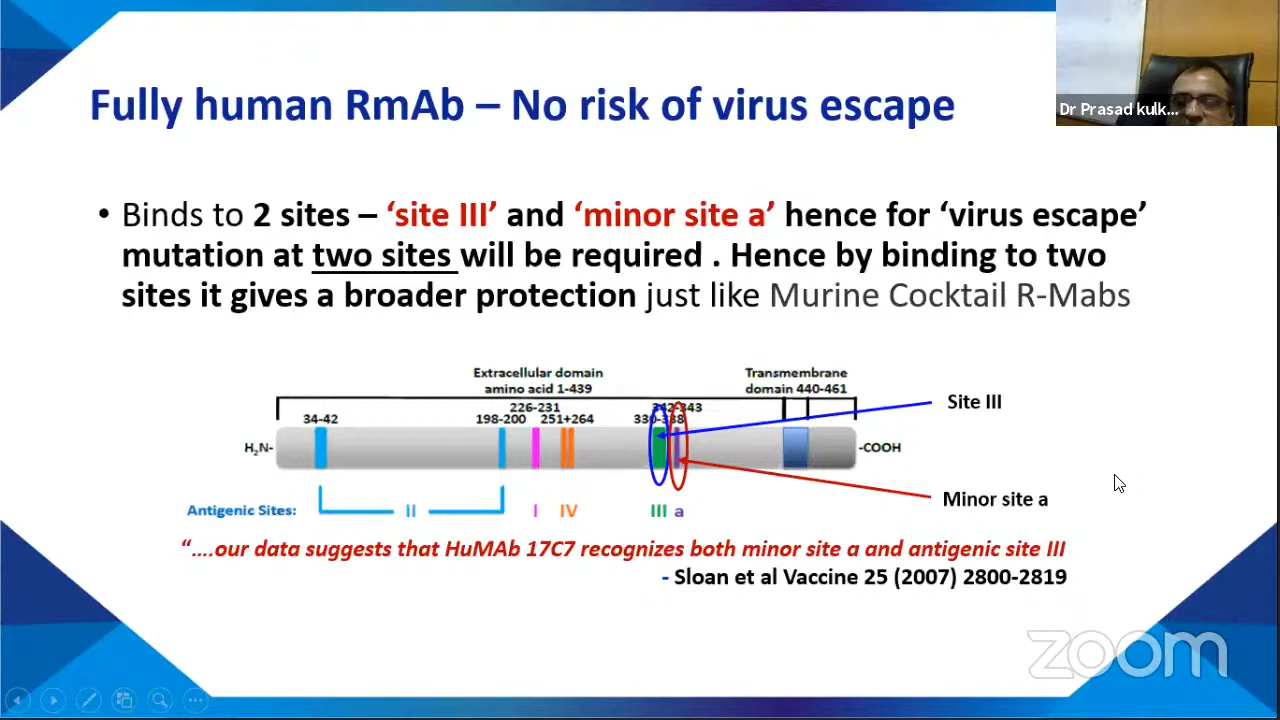 Fully human RmAb – No risk of virus escape
Dr Prasad kulk...
• Binds to 2 sites – ‘site III’ and ‘minor site a’ hence for ‘virus escape’
mutation at two sites will be required . Hence by binding to two
sites it gives a broader protection just like Murine Cocktail R-Mabs
Extracellular domain
amino acid 1-439
Transmembrane
domain 440-461
226-231
342-343
34-42
198-200
251+264
330-338
Site III
H₂N-
-COOH
Minor site a
Antigenic Sites:
II
I
IV
III
a
“....our data suggests that HuMAb 17C7 recognizes both minor site a and antigenic site III
- Sloan et al Vaccine 25 (2007) 2800-2819
zoom